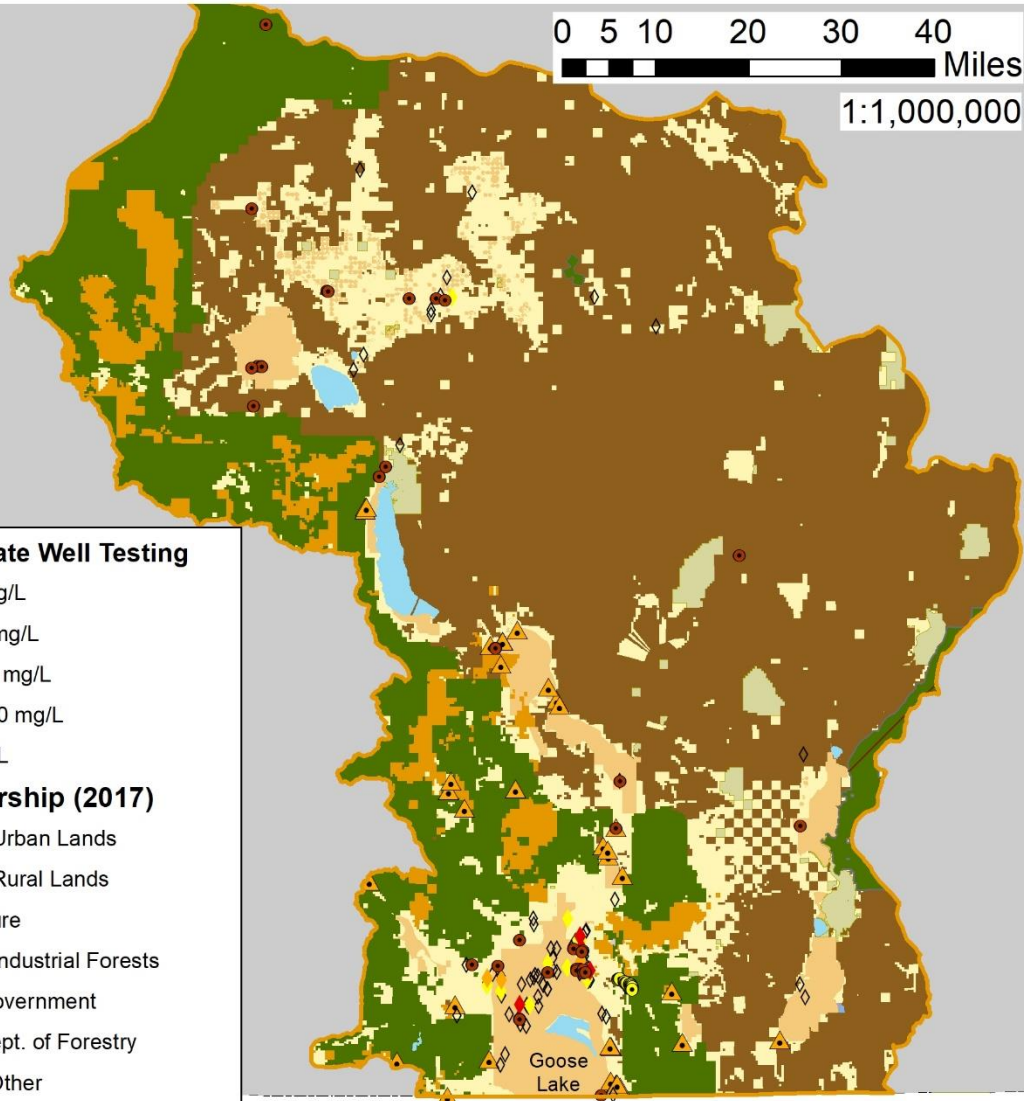 0 5 10 20 30 40
Miles
1:1,000,000
ate Well Testing
g/L
mg/L
mg/L
0 mg/L
L
rship (2017)
Urban Lands
Rural Lands
re
ndustrial Forests
overnment
pt. of Forestry
Other
Goose
Lake